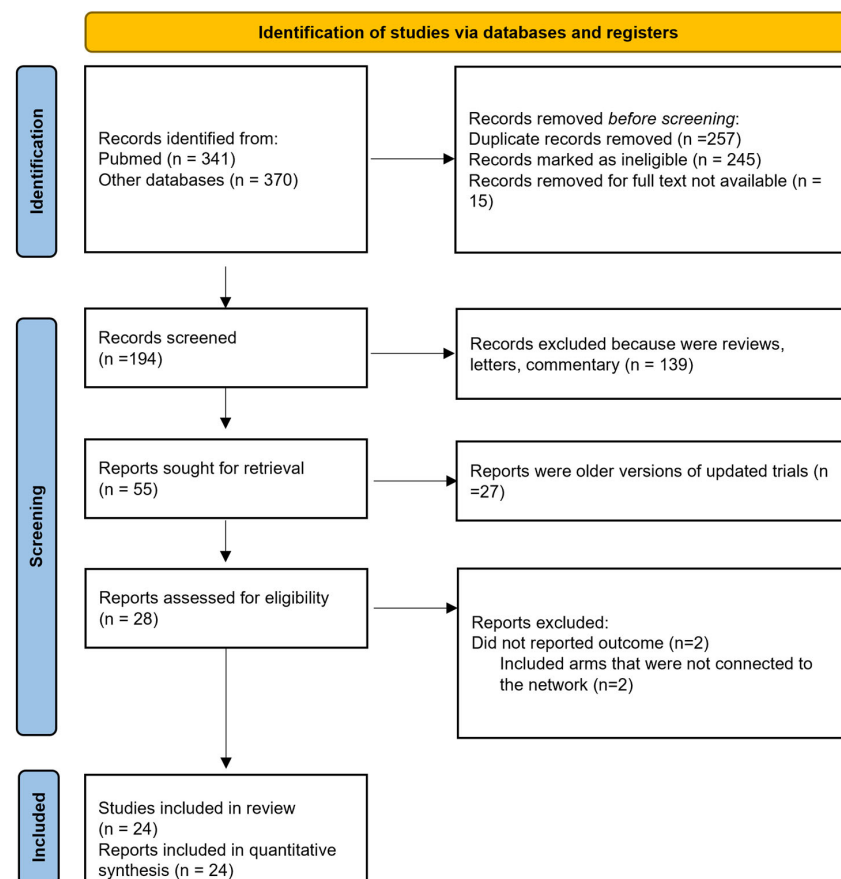 Identification of studies via databases and registers
Identification
Records identified from:
Pubmed (n = 341)
Other databases (n = 370)
Records removed before screening:
Duplicate records removed (n =257)
Records marked as ineligible (n = 245)
Records removed for full text not available (n =
15)
Screening
Records screened
(n =194)
Records excluded because were reviews,
letters, commentary (n = 139)
Reports sought for retrieval
(n = 55)
Reports were older versions of updated trials (n
=27)
Reports assessed for eligibility
(n = 28)
Reports excluded:
Did not reported outcome (n=2)
Included arms that were not connected to
the network (n=2)
Included
Studies included in review
(n = 24)
Reports included in quantitative
synthesis (n = 24)